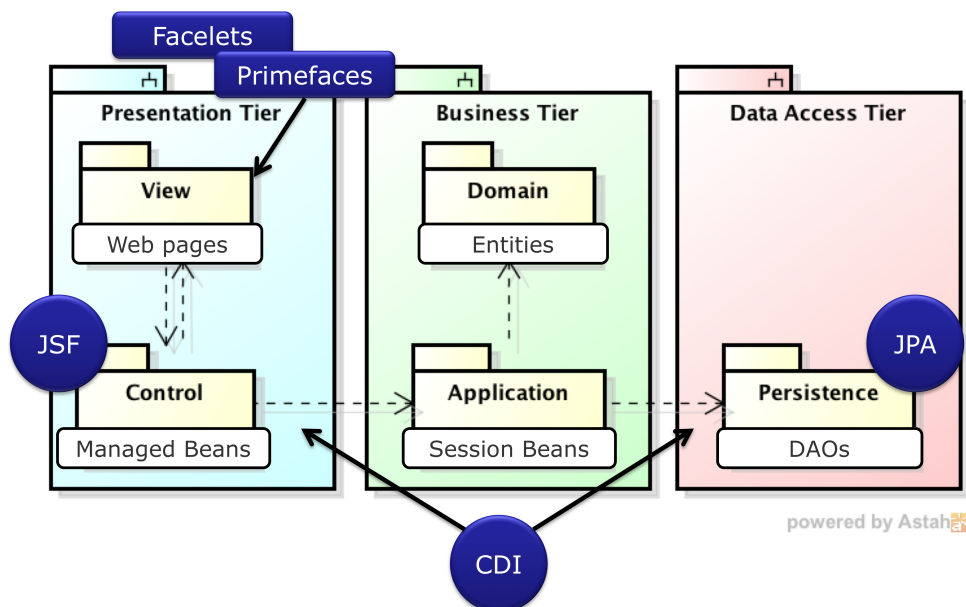 Facelets
Primefaces
Presentation Tier
Business Tier
Data Access Tier
View
Domain
Web pages
Entities
JSF
JPA
Control
Application
Persistence
Managed Beans
Session Beans
DAOs
CDI
powered by Astah